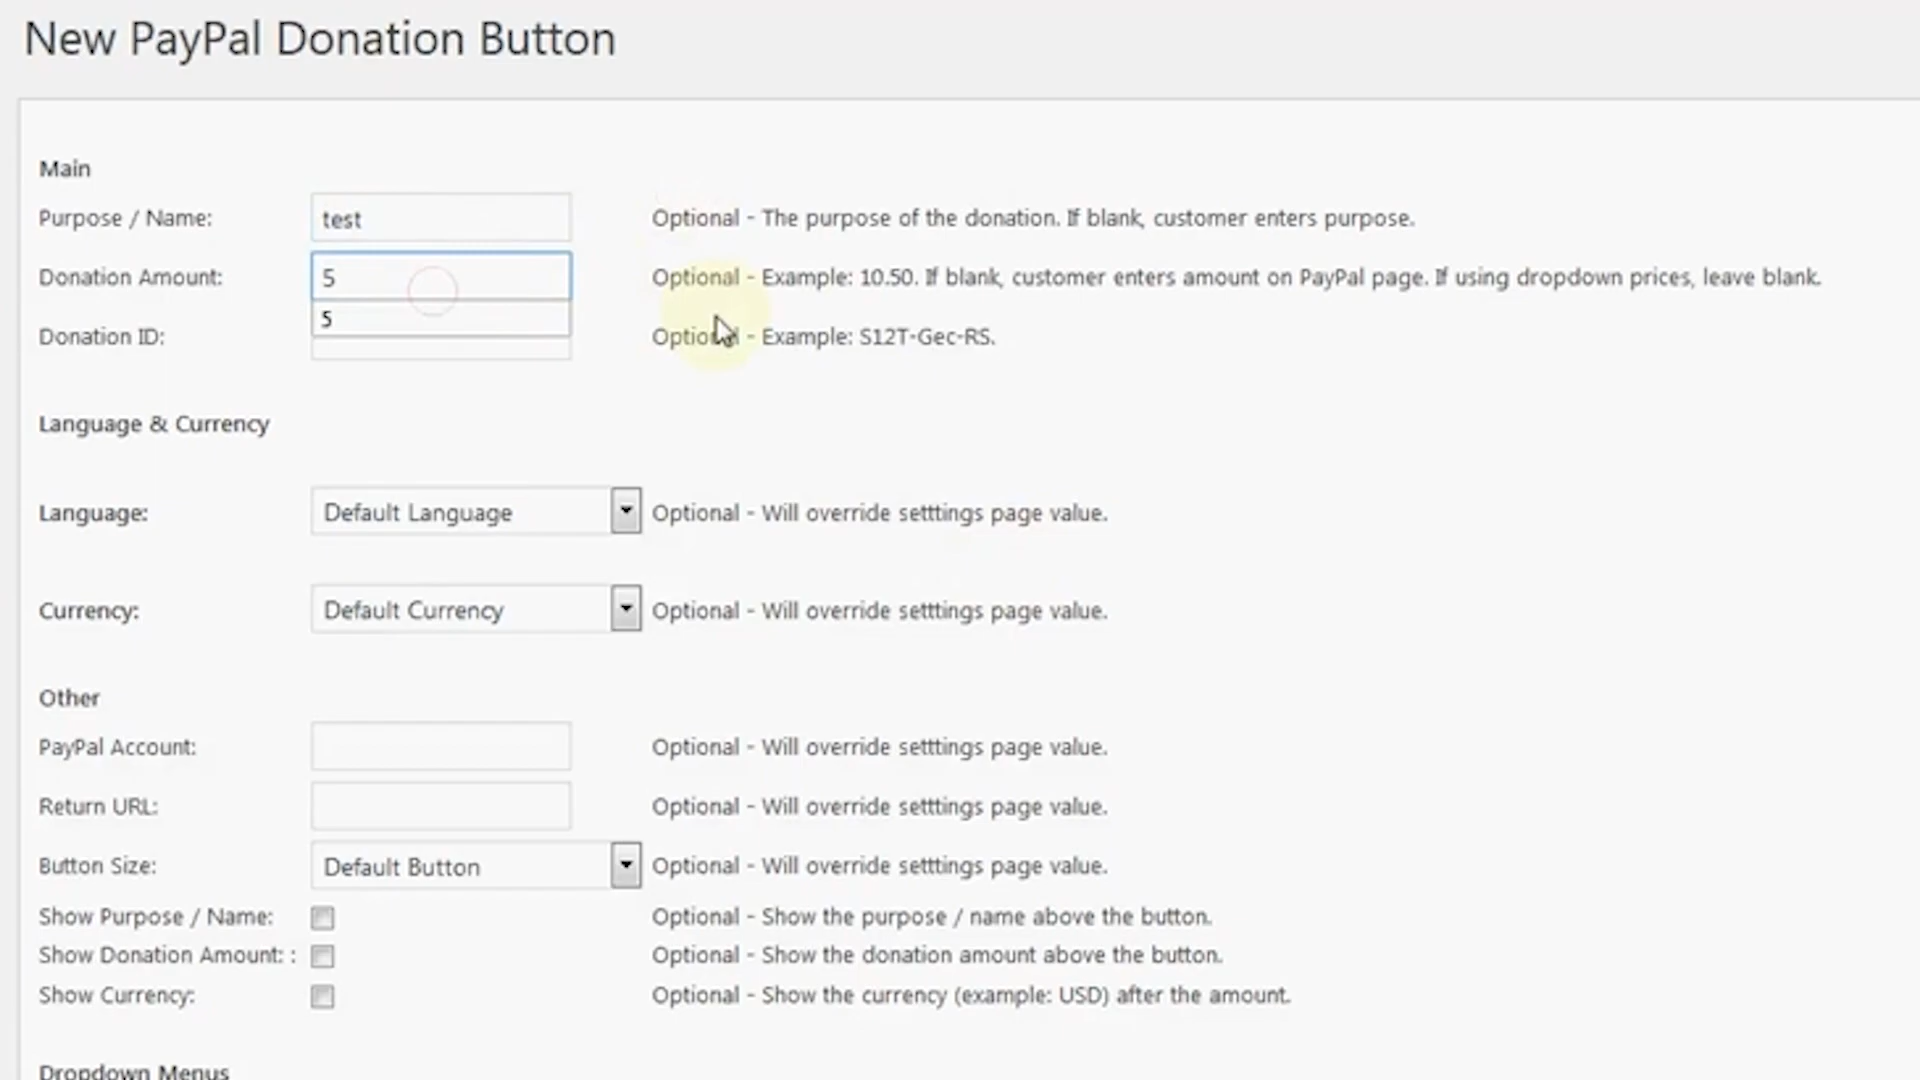 New PayPal Donation Button
Main
Purpose / Name: test Optional - The purpose of the donation. If blank, customer enters purpose.
Donation Amount: 5 Optional - Example: 10.50. If blank, customer enters amount on PayPal page. If using dropdown prices, leave blank.
5
Donation ID: Optional - Example: S12T-Gec-RS.
Language & Currency
Language: Default Language Optional - Will override setttings page value.
Currency: Default Currency Optional - Will override setttings page value.
Other
PayPal Account: Optional - Will override setttings page value.
Return URL: Optional - Will override setttings page value.
Button Size: Default Button Optional - Will override setttings page value.
Show Purpose / Name: Optional - Show the purpose / name above the button.
Show Donation Amount: : Optional - Show the donation amount above the button.
Show Currency: Optional - Show the currency (example: USD) after the amount.
Dropdown Menus